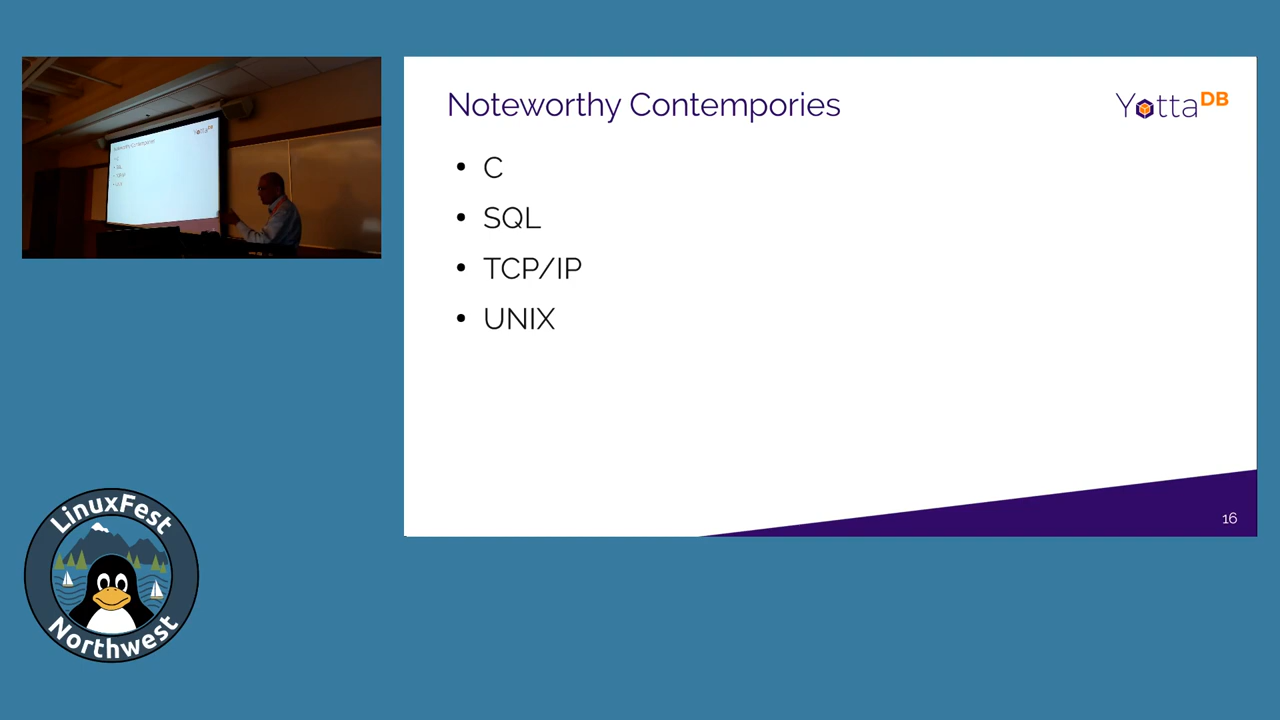 Noteworthy Contempories
YottaDB
• C
• SQL
• TCP/IP
• UNIX
16
LinuxFest
Northwest